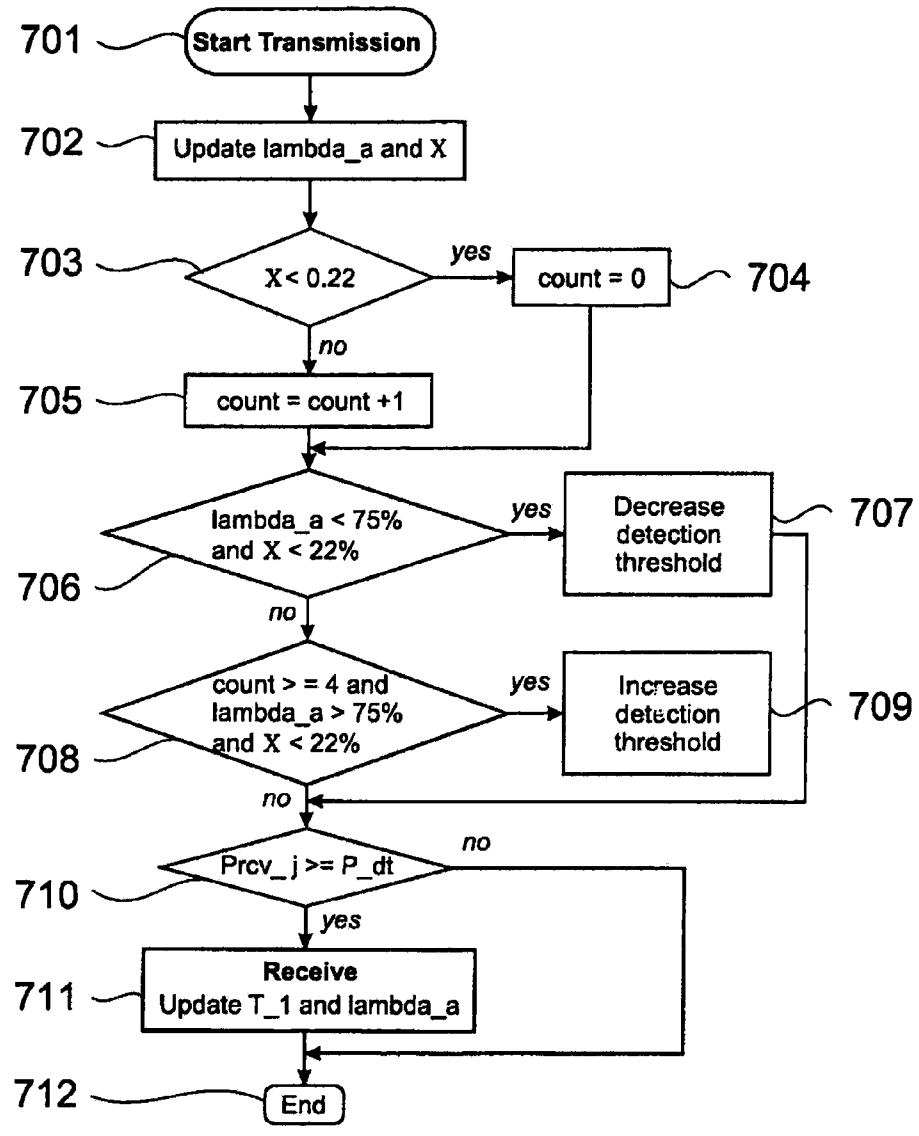 701
Start Transmission
702
Update lambda_a and X
703
X < 0.22
yes
count = 0
704
no
705
count = count +1
lambda_a < 75%
and X < 22%
yes
Decrease
detection
threshold
707
706
no
count > = 4 and
lambda_a > 75%
and X < 22%
yes
Increase
detection
threshold
709
708
no
Prcv_j >= P_dt
no
710
yes
Receive
Update T_1 and lambda_a
711
712
End